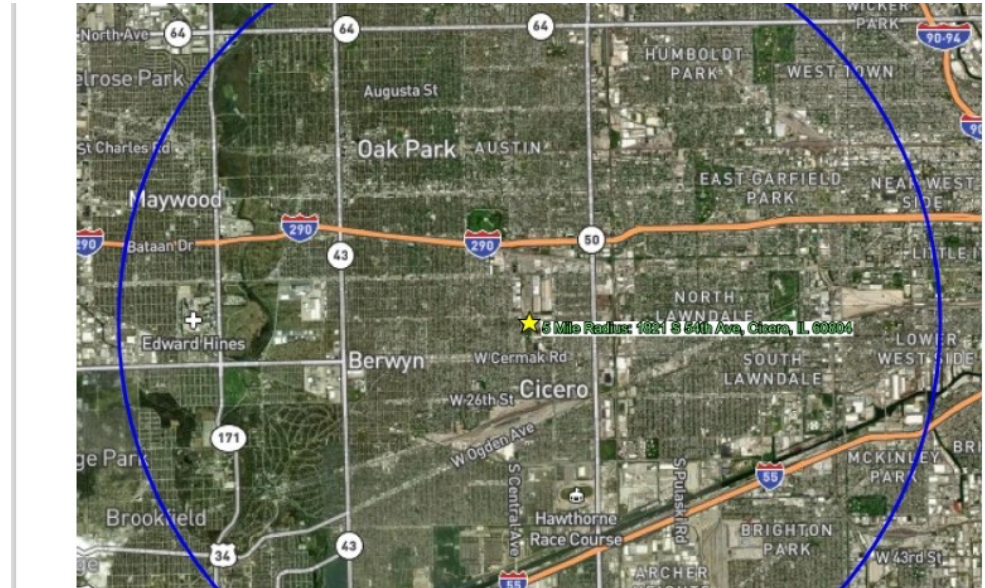 WICKER
PARK
North Ave
64
64
64
90-94
HUMBOLDT
PARK
WEST TOWN
elrose Park
Augusta St
90
St Charles Rd
Oak Park
AUSTIN
EAST GARFIELD
PARK
NEAR WEST
SIDE
Maywood
290
290
290
50
Bataan Dr
43
LITTLE I
NORTH
LAWNDALE
5 Mile Radius: 1821 S 54th Ave, Cicero, IL 60804
Edward Hines
LOWER
WEST SIDE
Berwyn
W Cermak Rd
SOUTH
LAWNDALE
Cicero
W 26th St
171
W Ogden Ave
ge Park
S Central Ave
S Pulaski Rd
55
MCKINLEY
PARK
BRI
Brookfield
Hawthorne
Race Course
BRIGHTON
PARK
34
43
W 43rd St
ge
55
ARCHER